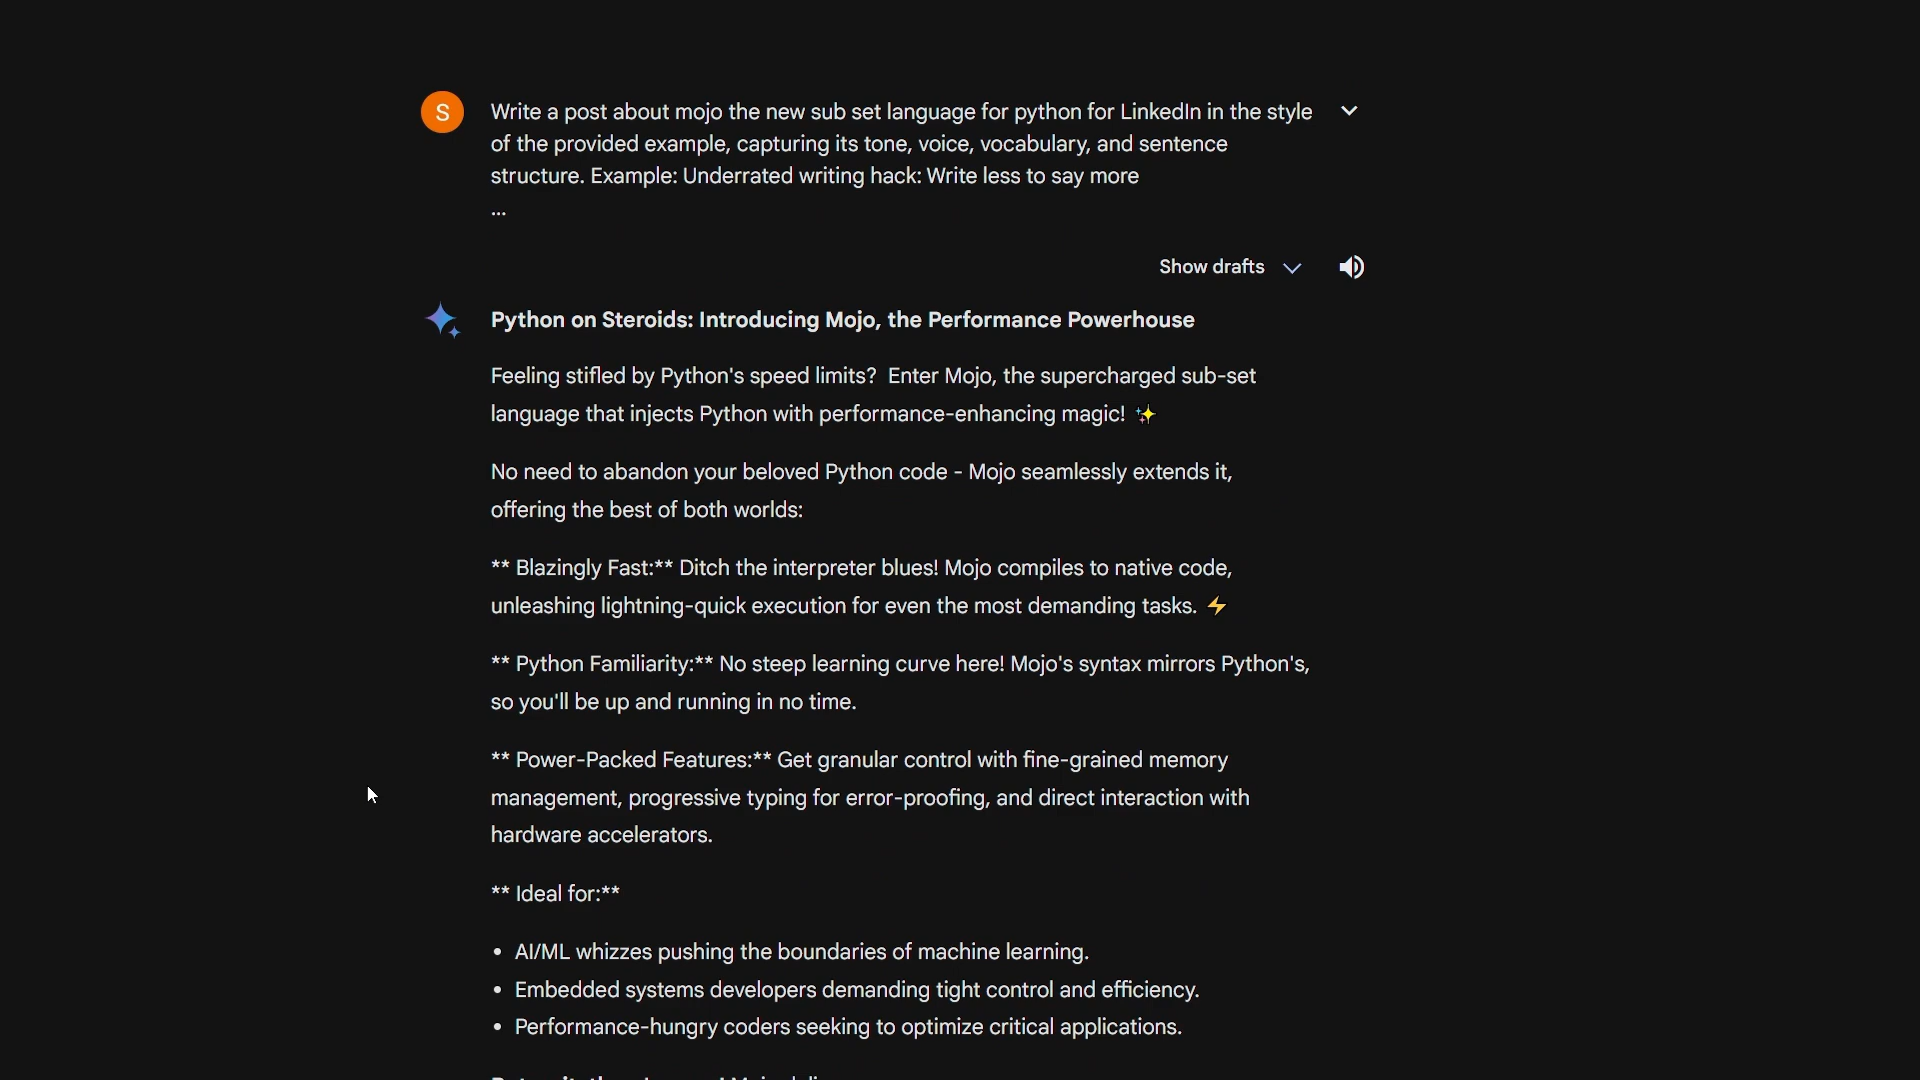 S
Write a post about mojo the new sub set language for python for LinkedIn in the style
of the provided example, capturing its tone, voice, vocabulary, and sentence
structure. Example: Underrated writing hack: Write less to say more
...
Show drafts
Python on Steroids: Introducing Mojo, the Performance Powerhouse
Feeling stifled by Python's speed limits? Enter Mojo, the supercharged sub-set
language that injects Python with performance-enhancing magic! ✨
No need to abandon your beloved Python code - Mojo seamlessly extends it,
offering the best of both worlds:
** Blazingly Fast:** Ditch the interpreter blues! Mojo compiles to native code,
unleashing lightning-quick execution for even the most demanding tasks. ⚡
** Python Familiarity:** No steep learning curve here! Mojo's syntax mirrors Python's,
so you'll be up and running in no time.
** Power-Packed Features:** Get granular control with fine-grained memory
management, progressive typing for error-proofing, and direct interaction with
hardware accelerators.
** Ideal for:**
• AI/ML whizzes pushing the boundaries of machine learning.
• Embedded systems developers demanding tight control and efficiency.
• Performance-hungry coders seeking to optimize critical applications.